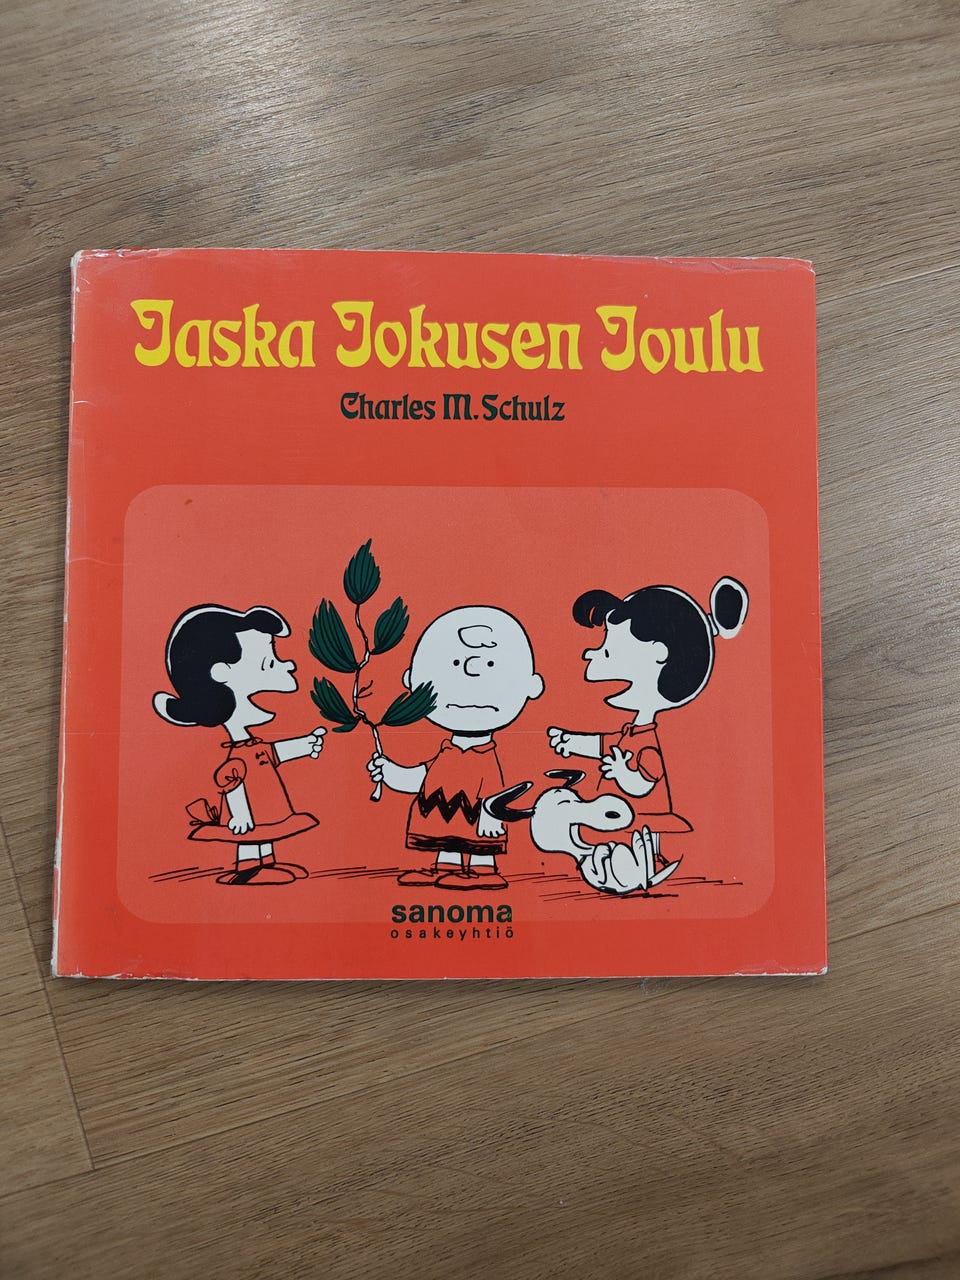 Jaska Jokusen Joulu
Charles M. Schulz
sanoma
osakeyhtiö